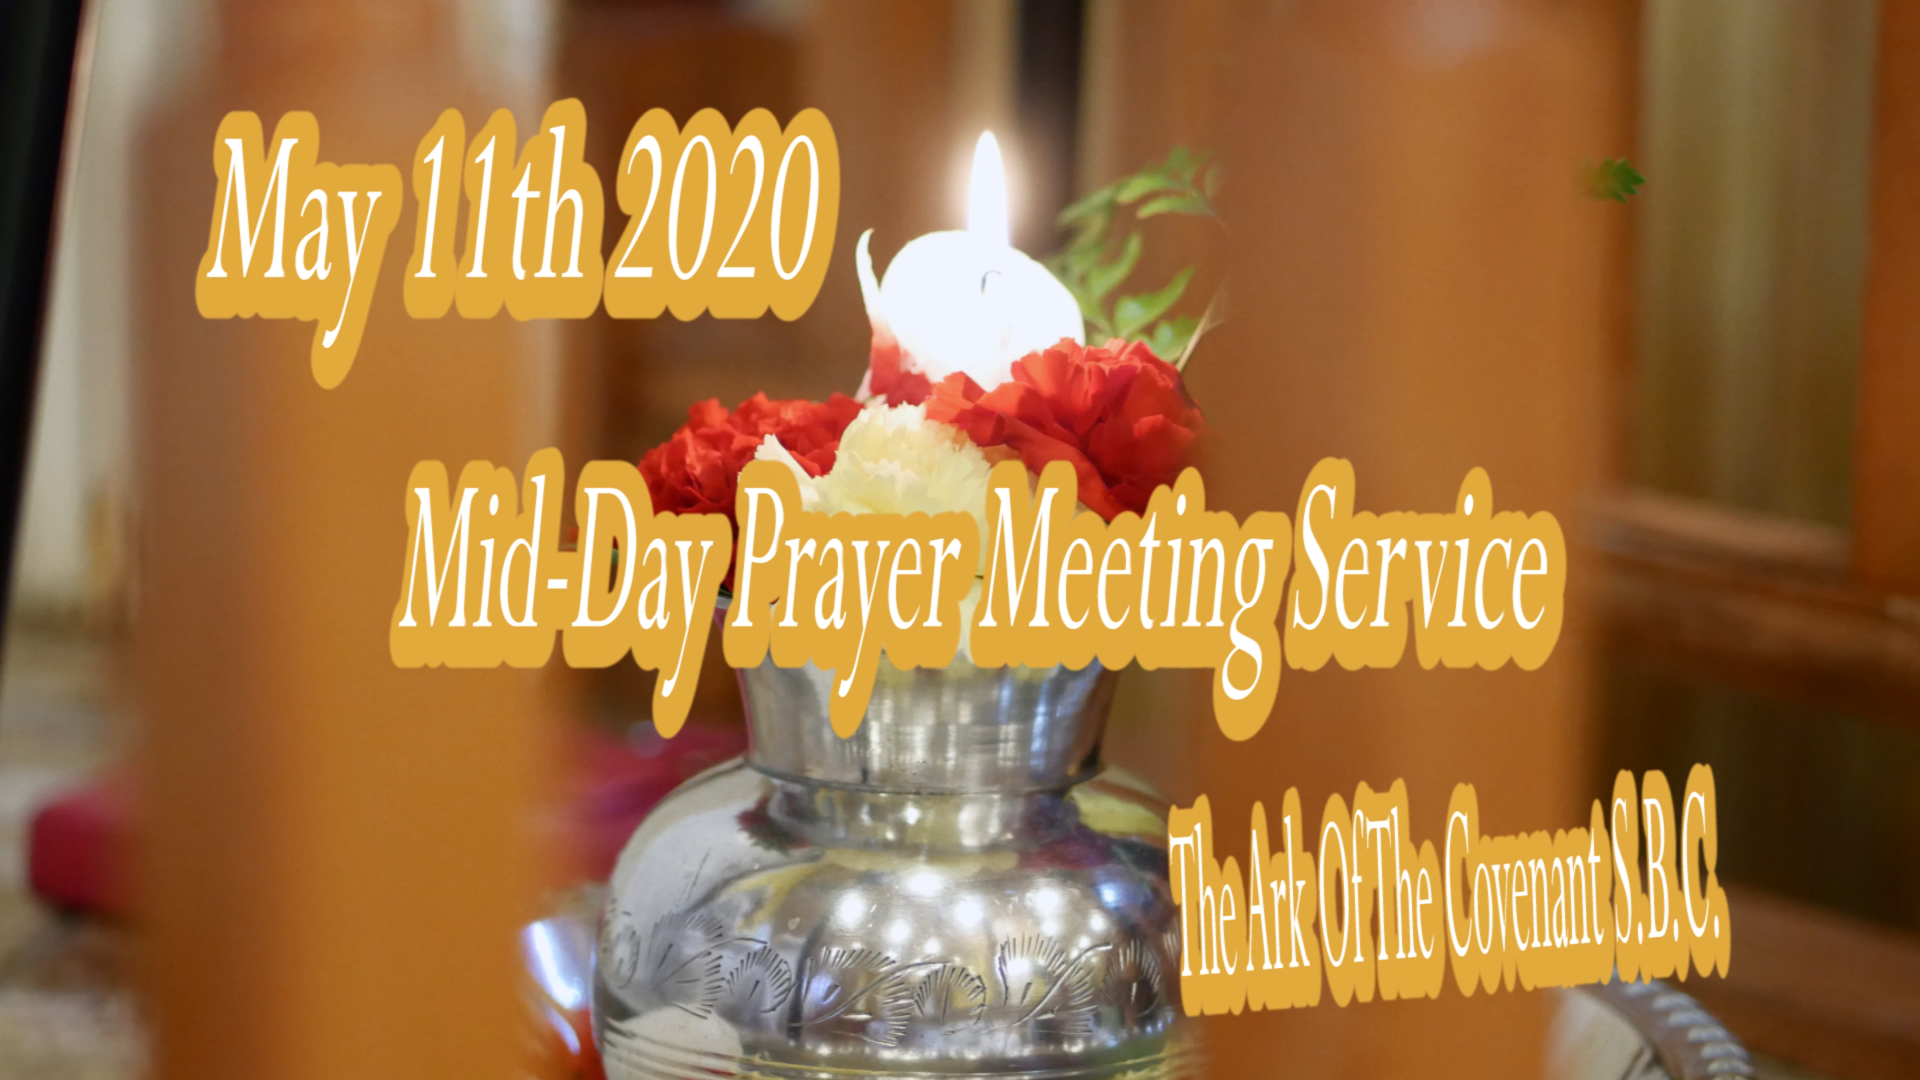 May 11th 2020
Mid-Day Prayer Meeting Service
The Ark Of The Covenant S.B.C.